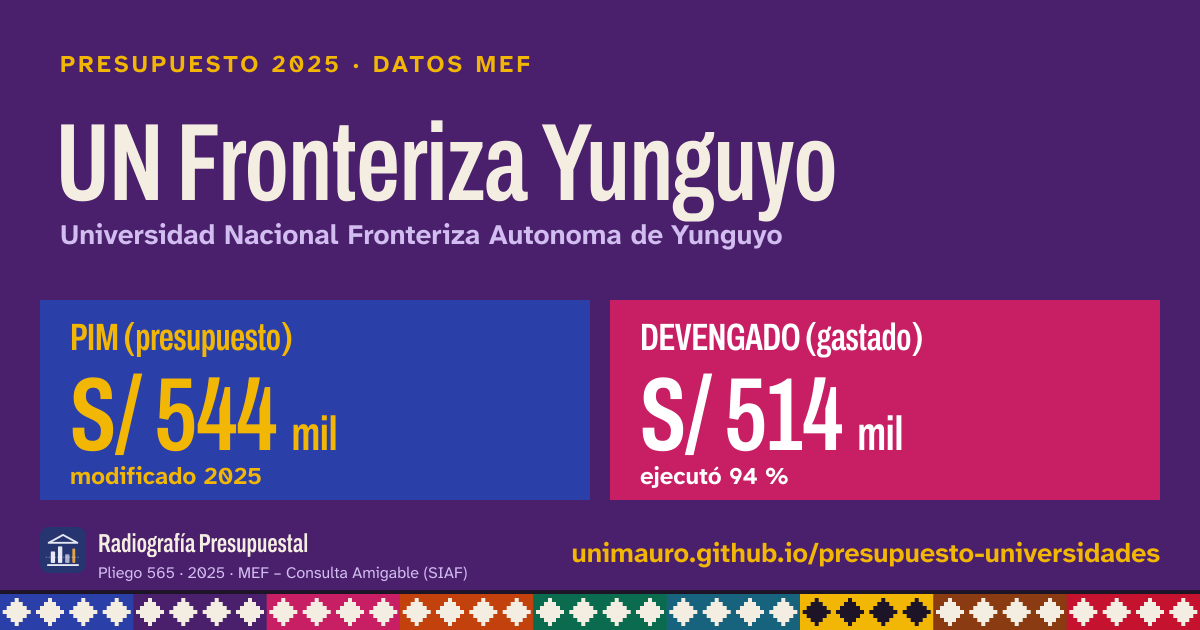 PRESUPUESTO 2025 · DATOS MEF
UN Fronteriza Yunguyo
Universidad Nacional Fronteriza Autonoma de Yunguyo
PIM (presupuesto)
S/ 544 mil
modificado 2025
DEVENGADO (gastado)
S/ 514 mil
ejecutó 94 %
Radiografía Presupuestal
Pliego 565 · 2025 · MEF – Consulta Amigable (SIAF)
unimauro.github.io/presupuesto-universidades